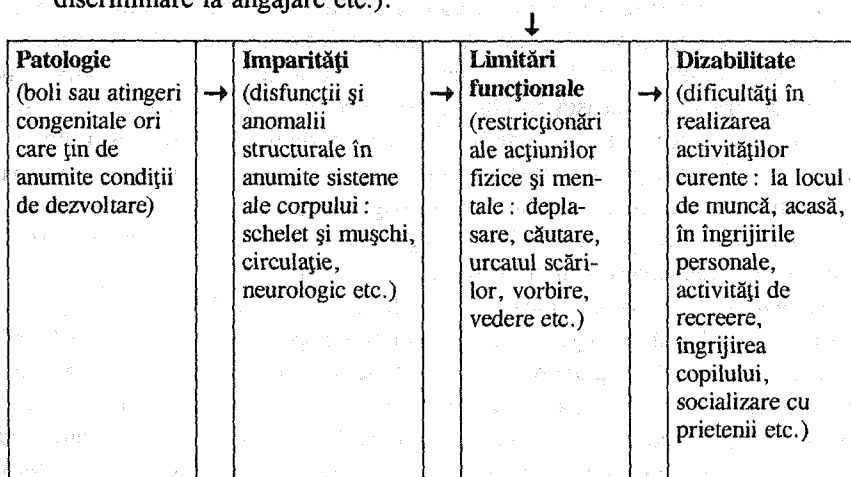 discriminare la angajare etc.).
↓
Patologie
(boli sau atingeri
congenitale ori
care ţin de
anumite condiţii
de dezvoltare)
→
Imparităţi
(disfuncţii şi
anomalii
structurale în
anumite sisteme
ale corpului :
schelet şi muşchi,
circulaţie,
neurologic etc.)
→
Limitări
funcţionale
(restricţionări
ale acţiunilor
fizice şi men-
tale : depla-
sare, căutare,
urcatul scări-
lor, vorbire,
vedere etc.)
→
Dizabilitate
(dificultăţi în
realizarea
activităţilor
curente : la locul
de muncă, acasă,
în îngrijirile
personale,
activităţi de
recreere,
îngrijirea
copilului,
socializare cu
prietenii etc.)